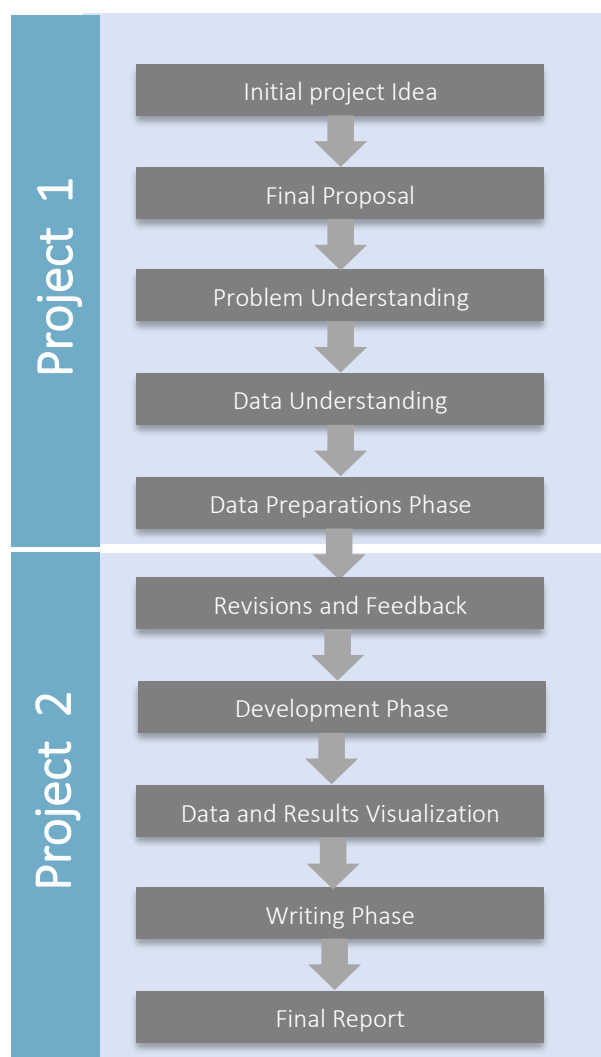 Project 1
Initial project Idea
Final Proposal
Problem Understanding
Data Understanding
Data Preparations Phase
Project 2
Revisions and Feedback
Development Phase
Data and Results Visualization
Writing Phase
Final Report